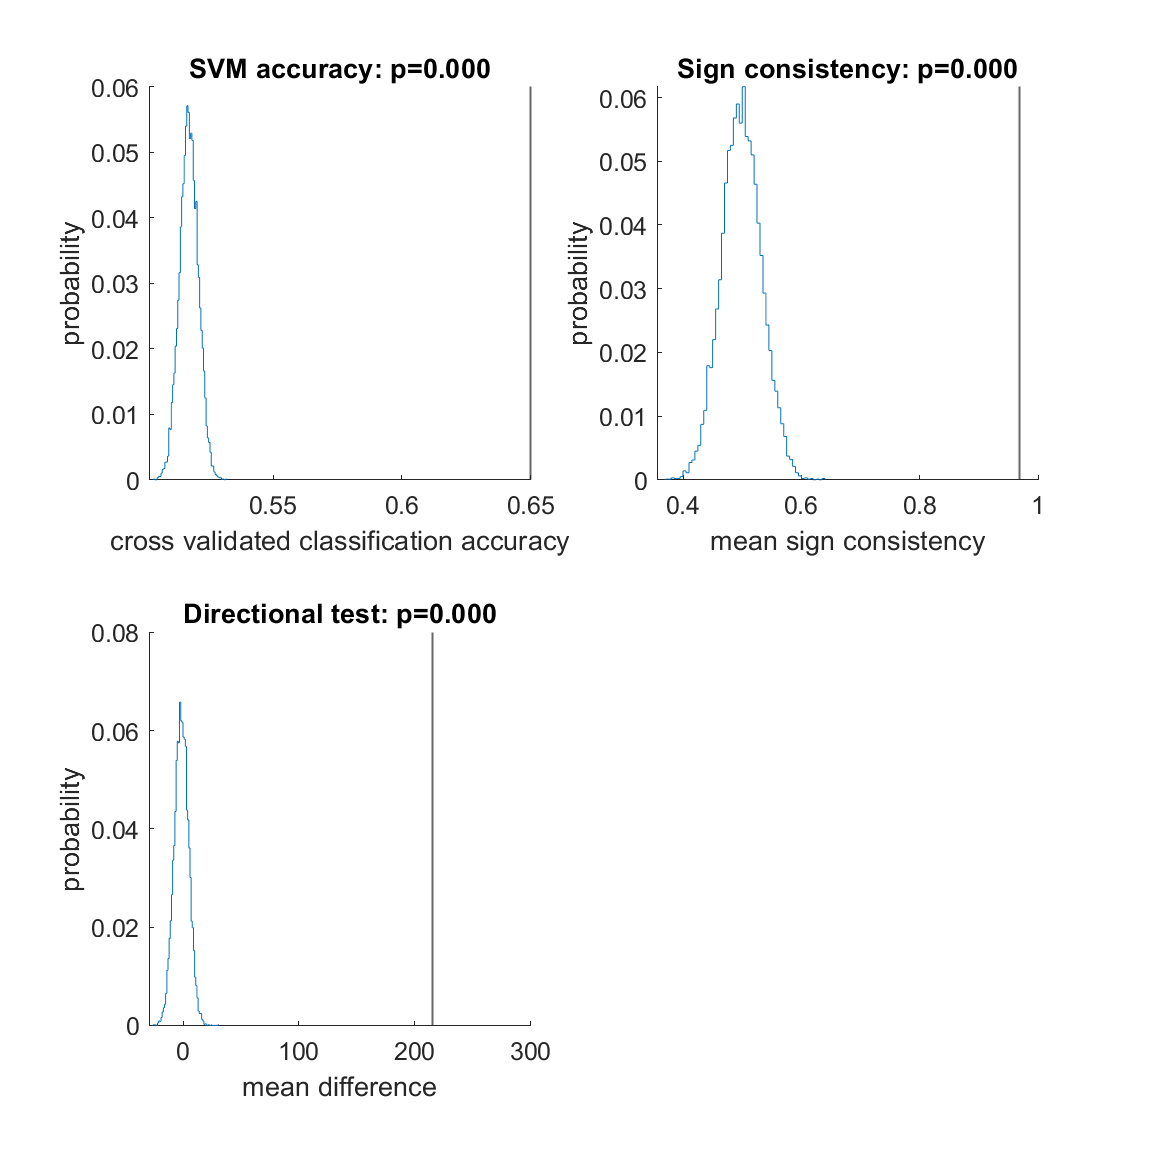 SVM accuracy: p=0.000
0.06
0.05
0.04
0.03
0.02
0.01
0
probability
0.55 0.6 0.65
cross validated classification accuracy
Sign consistency: p=0.000
0.06
0.05
0.04
0.03
0.02
0.01
0
probability
0.4 0.6 0.8 1
mean sign consistency
Directional test: p=0.000
0.08
0.06
0.04
0.02
0
probability
0 100 200 300
mean difference